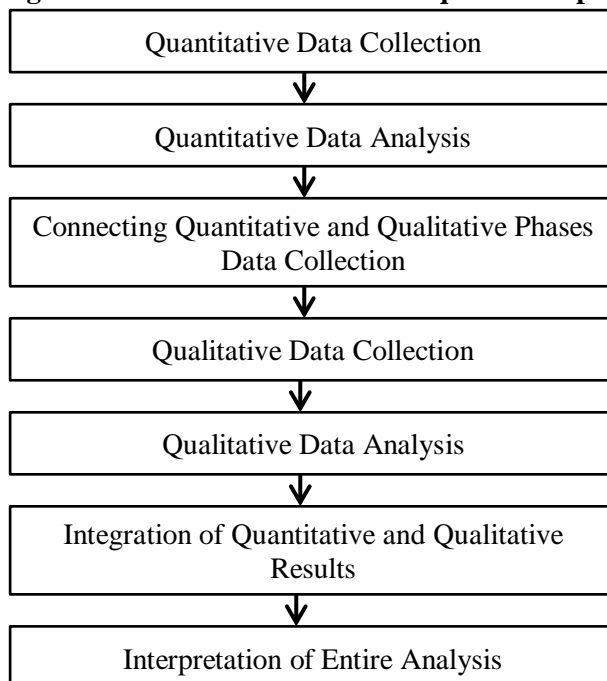 Quantitative Data Collection
Quantitative Data Analysis
Connecting Quantitative and Qualitative Phases
Data Collection
Qualitative Data Collection
Qualitative Data Analysis
Integration of Quantitative and Qualitative
Results
Interpretation of Entire Analysis